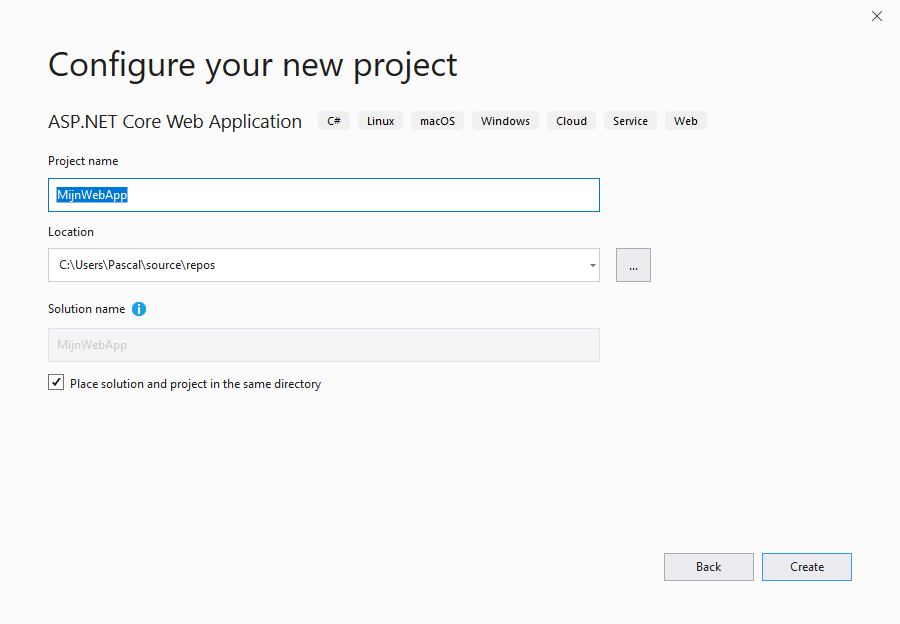 Configure your new project
ASP.NET Core Web Application C# Linux macOS Windows Cloud Service Web
Project name
MijnWebApp
Location
C:\Users\Pascal\source\repos
...
Solution name i
MijnWebApp
Place solution and project in the same directory
Back Create